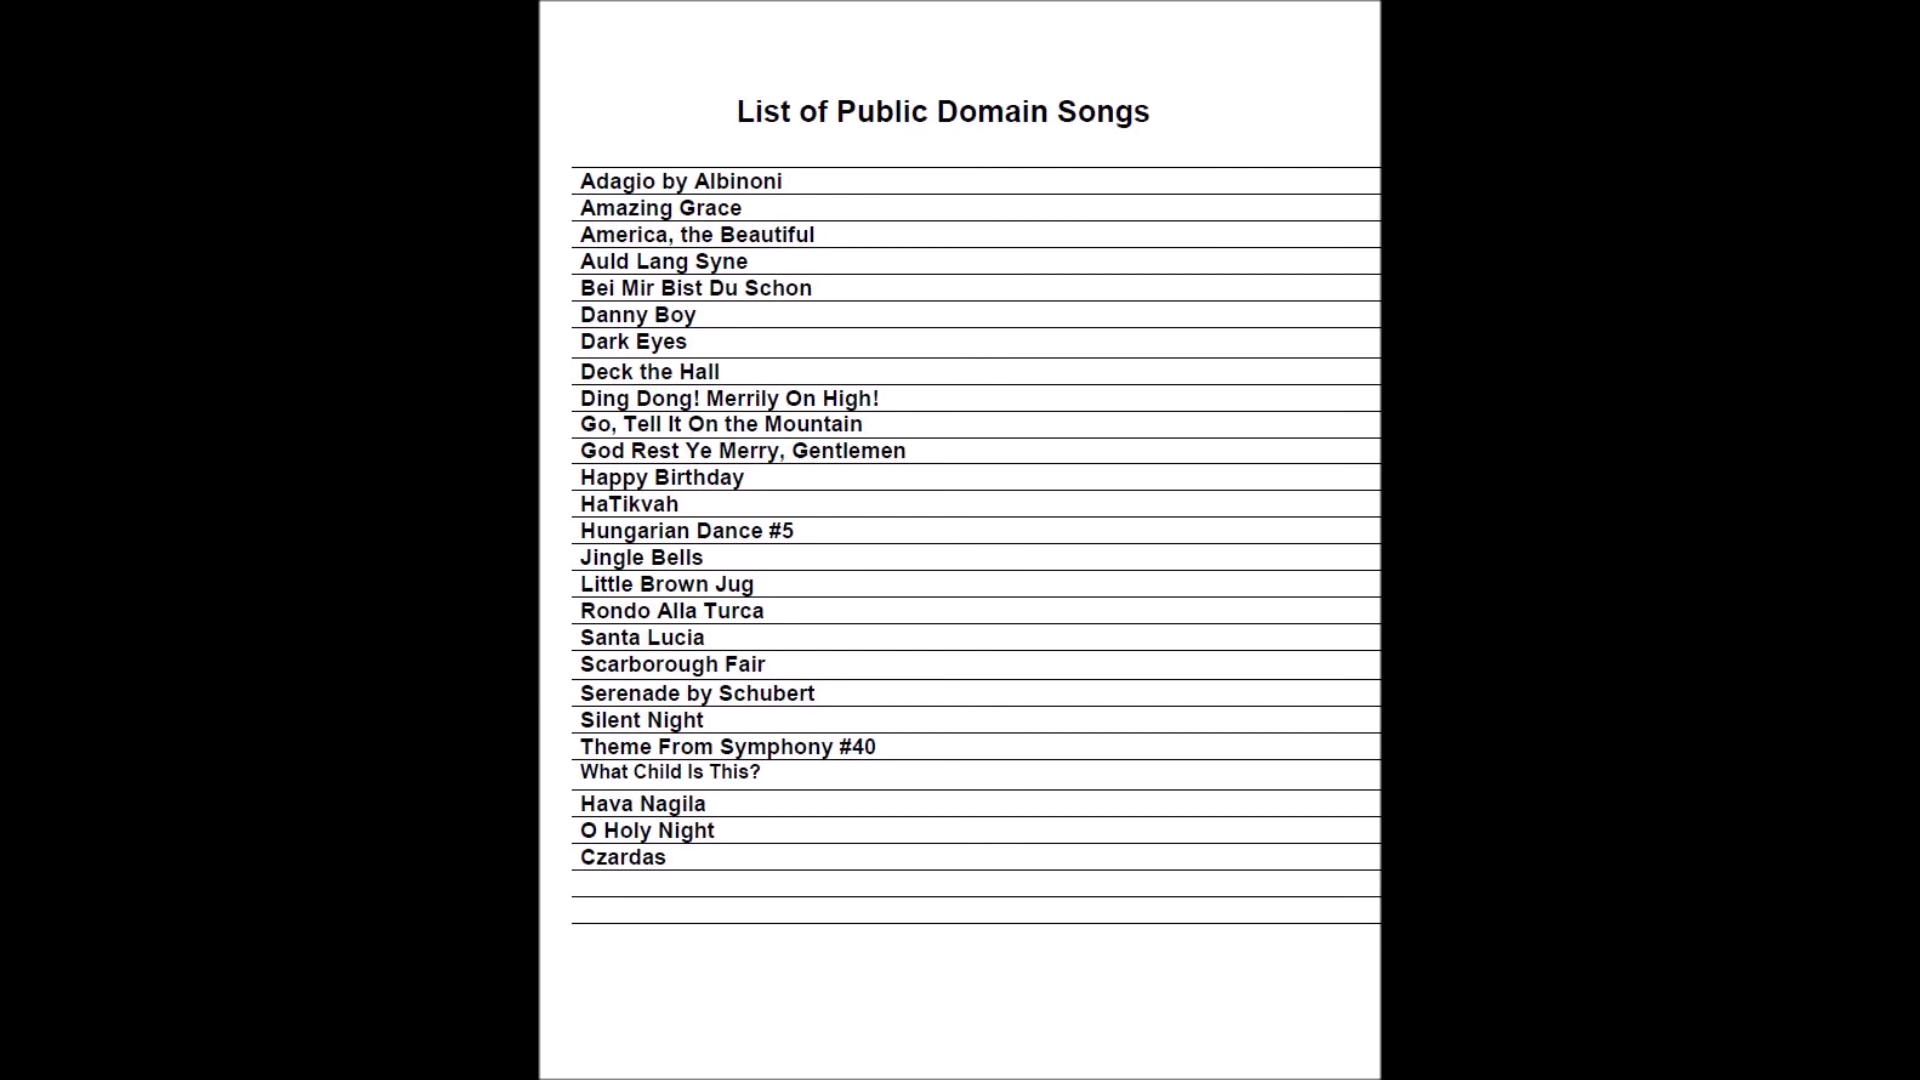 List of Public Domain Songs
Adagio by Albinoni
Amazing Grace
America, the Beautiful
Auld Lang Syne
Bei Mir Bist Du Schon
Danny Boy
Dark Eyes
Deck the Hall
Ding Dong! Merrily On High!
Go, Tell It On the Mountain
God Rest Ye Merry, Gentlemen
Happy Birthday
HaTikvah
Hungarian Dance #5
Jingle Bells
Little Brown Jug
Rondo Alla Turca
Santa Lucia
Scarborough Fair
Serenade by Schubert
Silent Night
Theme From Symphony #40
What Child Is This?
Hava Nagila
O Holy Night
Czardas